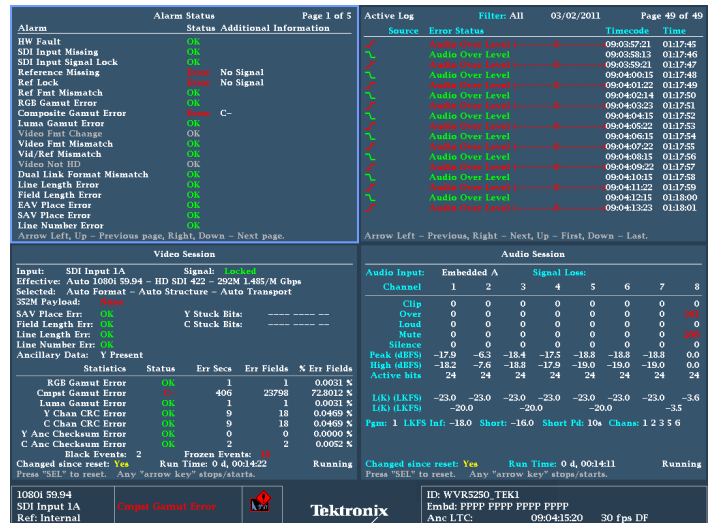 Alarm Status Page 1 of 5
Alarm Status Additional Information
HW Fault OK
SDI Input Missing OK
SDI Input Signal Lock OK
Reference Missing Error No Signal
Ref Lock Error No Signal
Ref Fmt Mismatch OK
RGB Gamut Error OK
Composite Gamut Error Error C-
Luma Gamut Error OK
Video Fmt Change OK
Video Fmt Mismatch OK
Vid/Ref Mismatch OK
Video Not HD OK
Dual Link Format Mismatch OK
Line Length Error OK
Field Length Error OK
EAV Place Error OK
SAV Place Error OK
Line Number Error OK
Arrow Left, Up - Previous page, Right, Down - Next page.
Active Log Filter: All 03/02/2011 Page 49 of 49
Source Error Status Timecode Time
Audio Over Level 09:03:57:21 01:17:45
Audio Over Level 09:03:58:13 01:17:46
Audio Over Level 09:03:59:21 01:17:47
Audio Over Level 09:04:00:15 01:17:48
Audio Over Level 09:04:01:22 01:17:49
Audio Over Level 09:04:02:14 01:17:50
Audio Over Level 09:04:03:23 01:17:51
Audio Over Level 09:04:04:15 01:17:52
Audio Over Level 09:04:05:22 01:17:53
Audio Over Level 09:04:06:15 01:17:54
Audio Over Level 09:04:07:22 01:17:55
Audio Over Level 09:04:08:15 01:17:56
Audio Over Level 09:04:09:22 01:17:57
Audio Over Level 09:04:10:15 01:17:58
Audio Over Level 09:04:11:22 01:17:59
Audio Over Level 09:04:12:15 01:18:00
Audio Over Level 09:04:13:23 01:18:01
Arrow Left - Previous, Right - Next, Up - First, Down - Last.
Video Session
Input: SDI Input 1A Signal: Locked
Effective: Auto 1080i 59.94 - HD SDI 422 - 292M 1.485/M Gbps
Selected: Auto Format - Auto Structure - Auto Transport
352M Payload:
SAV Place Err: OK Y Stuck Bits: ---- ---- --
Field Length Err: OK C Stuck Bits: ---- ---- --
Line Length Err: OK
Line Number Err: OK
Ancillary Data: Y Present
Statistics Status Err Secs Err Fields % Err Fields
RGB Gamut Error OK 1 1 0.0031 %
Cmpst Gamut Error 406 23798 72.8012 %
Luma Gamut Error OK 1 1 0.0031 %
Y Chan CRC Error OK 9 18 0.0469 %
C Chan CRC Error OK 9 18 0.0469 %
Y Anc Checksum Error OK 0 0 0.0000 %
C Anc Checksum Error OK 2 2 0.0052 %
Black Events: 2 Frozen Events:
Changed since reset: Yes Run Time: 0 d, 00:14:22 Running
Press "SEL" to reset. Any "arrow key" stops/starts.
Audio Session
Audio Input: Embedded A Signal Loss:
Channel 1 2 3 4 5 6 7 8
Clip 0 0 0 0 0 0 0 0
Over 0 0 0 0 0 0 0
Loud 0 0 0 0 0 0 0 0
Mute 0 0 0 0 0 0 0
Silence 0 0 0 0 0 0 0 0
Peak (dBFS) -17.9 -6.3 -18.4 -17.5 -18.8 -18.8 -18.8 0.0
High (dBFS) -18.2 -7.6 -18.8 -17.9 -19.0 -19.0 -19.0 0.0
Active bits 24 24 24 24 24 24 24 24
L(K) (LKFS) -23.0 -23.0 -23.0 -23.0 -23.0 -23.0 -23.0 -3.6
L(K) (LKFS) -20.0 -20.0 -20.0 -3.5
Pgm: 1 LKFS Inf: -18.0 Short: -16.0 Short Pd: 10s Chans: 1 2 3 5 6
Changed since reset: Yes Run Time: 0 d, 00:14:11 Running
Press "SEL" to reset. Any "arrow key" stops/starts.
1080i 59.94
SDI Input 1A
Ref: Internal
Cmpst Gamut Error
Tektronix
ID: WVR5250_TEK1
Embd: PPPP PPPP PPPP PPPP
Anc LTC: 09:04:15:20 30 fps DF